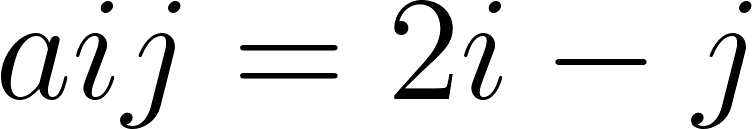 aij = 2i − j